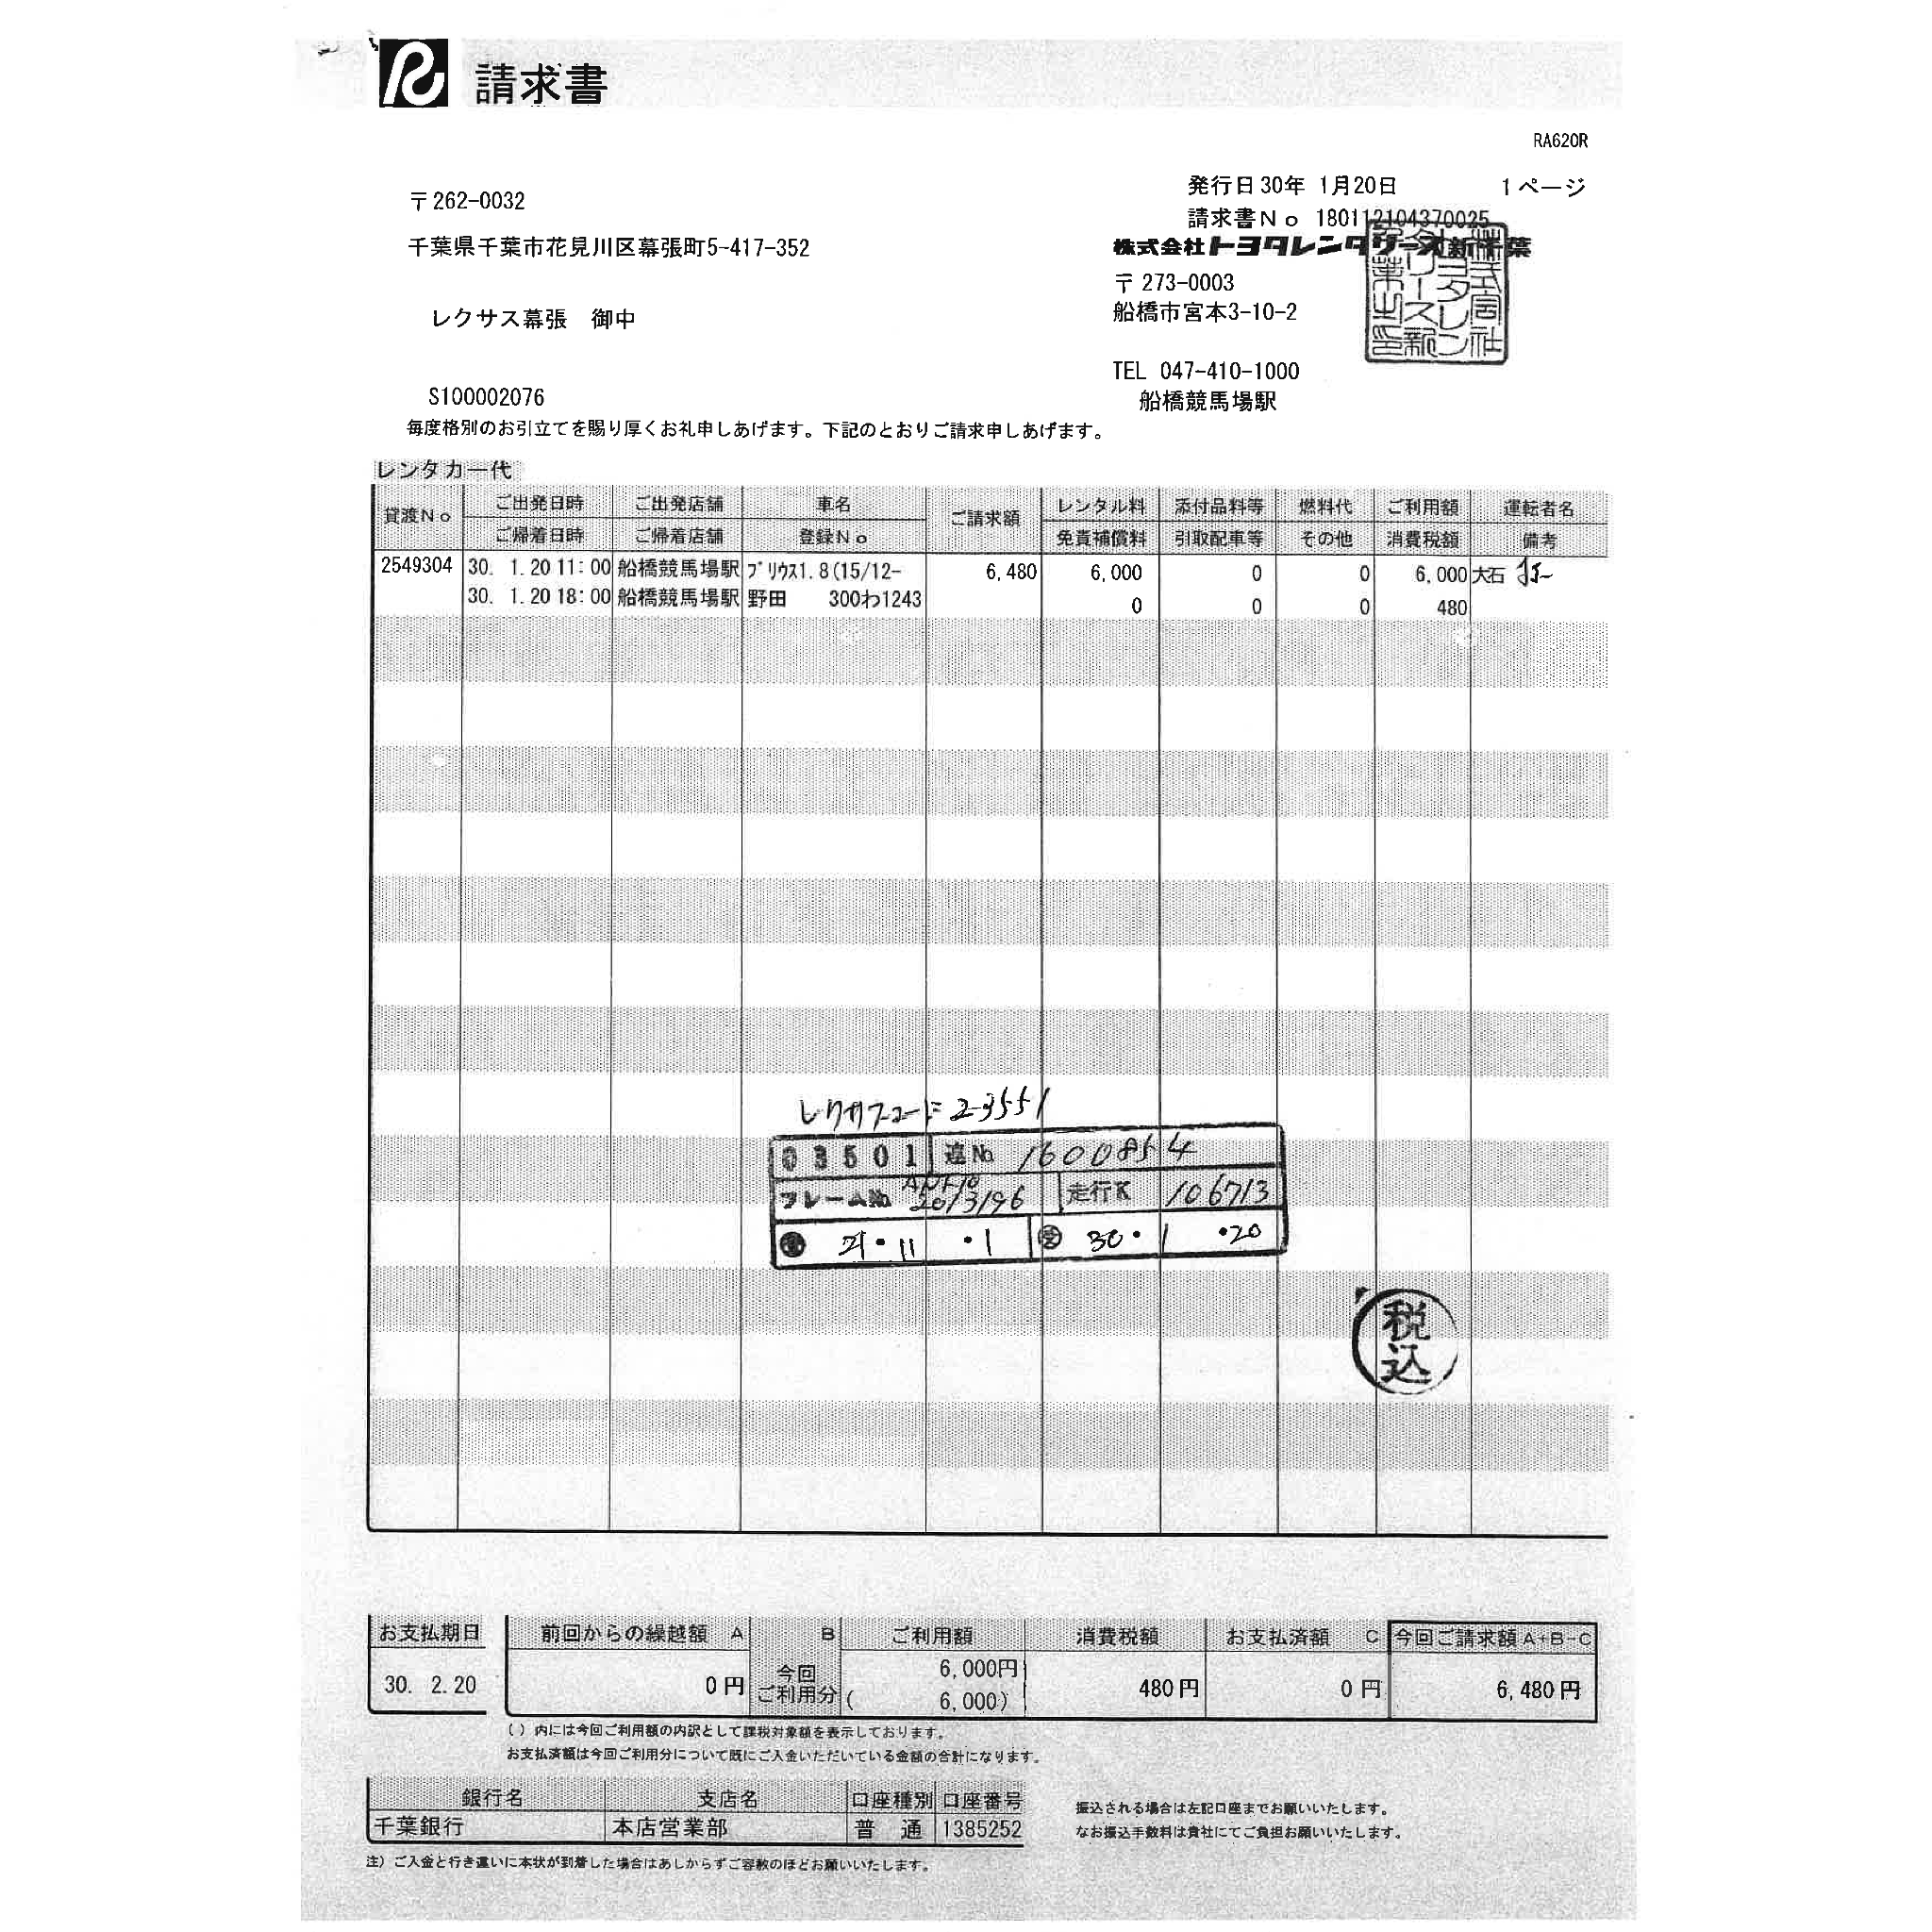 請求書
RA620R
発行日30年 1月20日 1ページ
〒262-0032
請求書No 180112104370025
千葉県千葉市花見川区幕張町5-417-352
株式会社トヨタレンタリース新千葉
〒273-0003
船橋市宮本3-10-2
レクサス幕張 御中
TEL 047-410-1000
S100002076
船橋競馬場駅
毎度格別のお引立てを賜り厚くお礼申しあげます。下記のとおりご請求申しあげます。
レンタカー代
貸渡No ご出発日時 ご出発店舗 車名 ご請求額 レンタル料 添付品料等 燃料代 ご利用額 運転者名
ご帰着日時 ご帰着店舗 登録No 免責補償料 引取配車等 その他 消費税額 備考
2549304 30. 1.20 11:00 船橋競馬場駅 プリウス1.8(15/12- 6,480 6,000 0 0 6,000 大石
30. 1.20 18:00 船橋競馬場駅 野田 300わ1243 0 0 0 480
レクサスコード 23551
03501 違No 1600854
フレームNo ANF10 2013196 走行K 106713
21・11・1 受 30・1・20
税込
お支払期日 前回からの繰越額 A B ご利用額 消費税額 お支払済額 C 今回ご請求額A+B-C
30. 2.20 0円 今回ご利用分 6,000円 480円 0円 6,480円
( 6,000)
( )内には今回ご利用額の内訳として課税対象額を表示しております。
お支払済額は今回ご利用分について既にご入金いただいている金額の合計になります。
銀行名 支店名 口座種別 口座番号
千葉銀行 本店営業部 普 通 1385252
振込される場合は左記口座までお願いいたします。
なお振込手数料は貴社にてご負担お願いいたします。
注)ご入金と行き違いに本状が到着した場合はあしからずご容赦のほどお願いいたします。